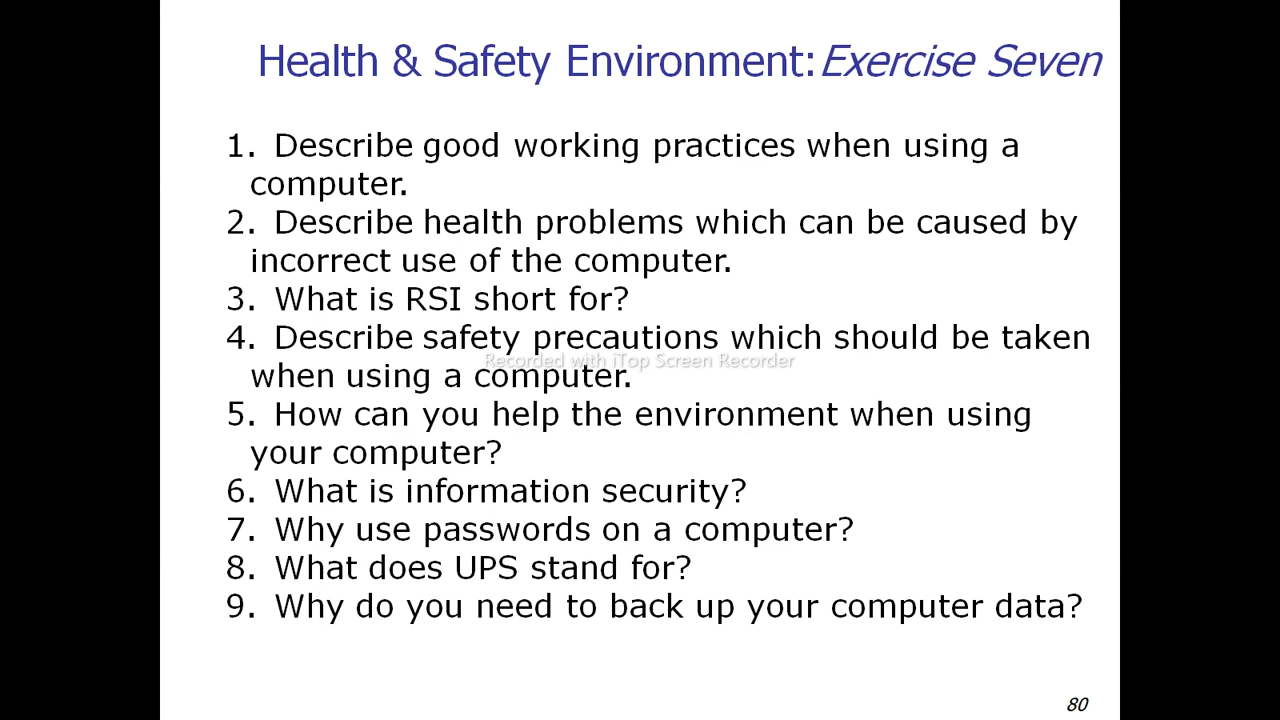 Health & Safety Environment: Exercise Seven
1. Describe good working practices when using a
computer.
2. Describe health problems which can be caused by
incorrect use of the computer.
3. What is RSI short for?
4. Describe safety precautions which should be taken
Recorded with iTop Screen Recorder
when using a computer.
5. How can you help the environment when using
your computer?
6. What is information security?
7. Why use passwords on a computer?
8. What does UPS stand for?
9. Why do you need to back up your computer data?
80